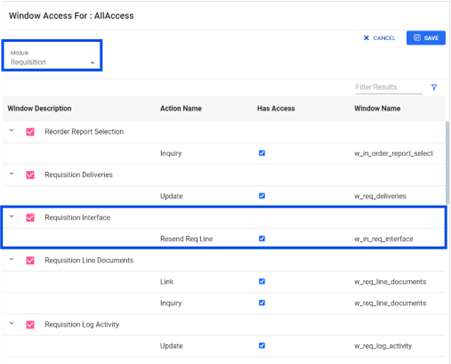 Window Access For : AllAccess
CANCEL SAVE
Module
Requisition
Filter Results
Window Description Action Name Has Access Window Name
Reorder Report Selection
Inquiry w_in_order_report_select
Requisition Deliveries
Update w_req_deliveries
Requisition Interface
Resend Req Line w_in_req_interface
Requisition Line Documents
Link w_req_line_documents
Inquiry w_req_line_documents
Requisition Log Activity
Update w_req_log_activity